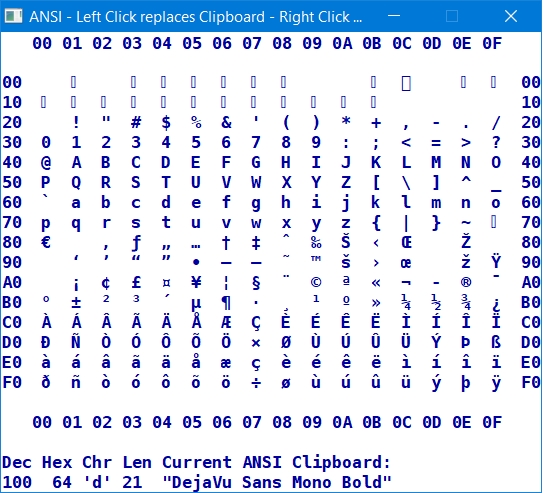 ANSI - Left Click replaces Clipboard - Right Click ...
00 01 02 03 04 05 06 07 08 09 0A 0B 0C 0D 0E 0F
00 00
10 10
20 ! " # $ % & ' ( ) * + , - . / 20
30 0 1 2 3 4 5 6 7 8 9 : ; < = > ? 30
40 @ A B C D E F G H I J K L M N O 40
50 P Q R S T U V W X Y Z [ \ ] ^ _ 50
60 ` a b c d e f g h i j k l m n o 60
70 p q r s t u v w x y z { | } ~ 70
80 € ‚ ƒ „ … † ‡ ˆ ‰ Š ‹ Œ Ž 80
90 ‘ ’ “ ” • – — ˜ ™ š › œ ž Ÿ 90
A0 ¡ ¢ £ ¤ ¥ ¦ § ¨ © ª « ¬ - ® ¯ A0
B0 º ± ² ³ ´ µ ¶ · ¸ ¹ º » ¼ ½ ¾ ¿ B0
C0 À Á Â Ã Ä Å Æ Ç È É Ê Ë Ì Í Î Ï C0
D0 Ð Ñ Ò Ó Ô Õ Ö × Ø Ù Ú Û Ü Ý Þ ß D0
E0 à á â ã ä å æ ç è é ê ë ì í î ï E0
F0 ð ñ ò ó ô õ ö ÷ ø ù ú û ü ý þ ÿ F0
00 01 02 03 04 05 06 07 08 09 0A 0B 0C 0D 0E 0F
Dec Hex Chr Len Current ANSI Clipboard:
100 64 'd' 21 "DejaVu Sans Mono Bold"